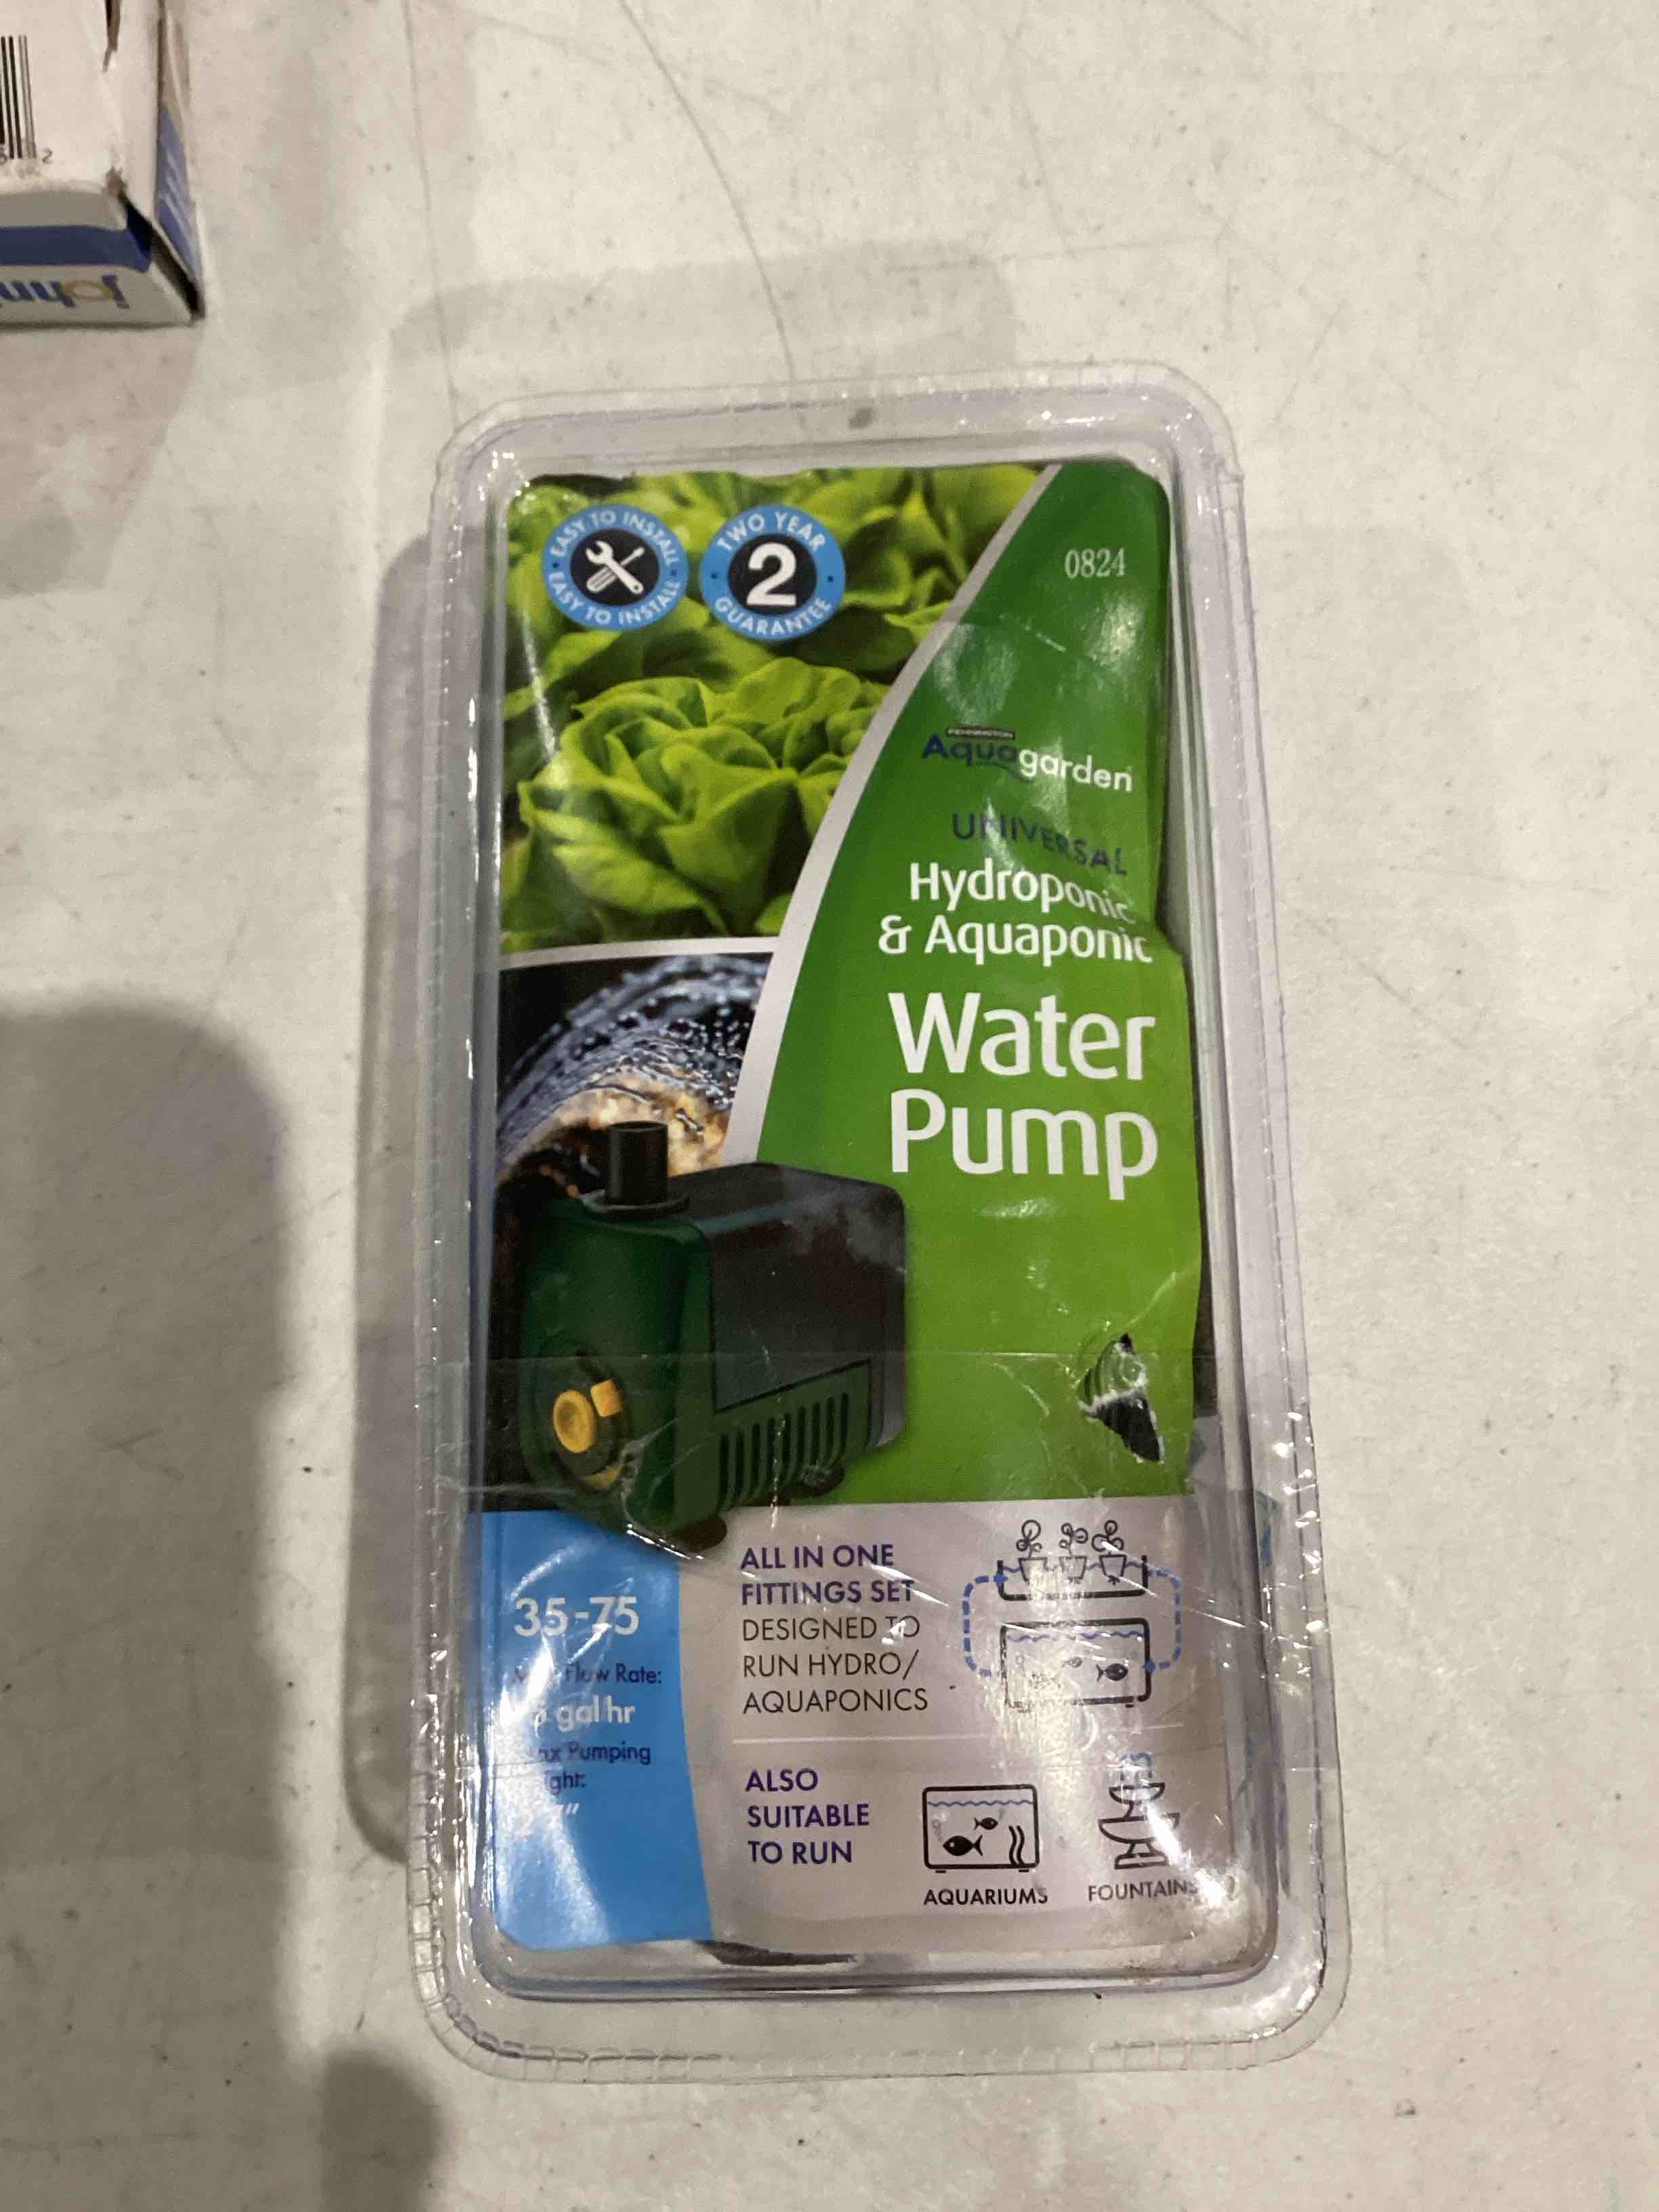 EASY TO INSTALL · EASY TO INSTALL ·
TWO YEAR
2
GUARANTEE
0824
PENNINGTON
Aquagarden
UNIVERSAL
Hydroponic
& Aquaponic
Water
Pump
35-75
Flow Rate:
gal hr
Pumping
ALL IN ONE
FITTINGS SET
DESIGNED TO
RUN HYDRO/
AQUAPONICS
ALSO
SUITABLE
TO RUN
AQUARIUMS
FOUNTAINS
2